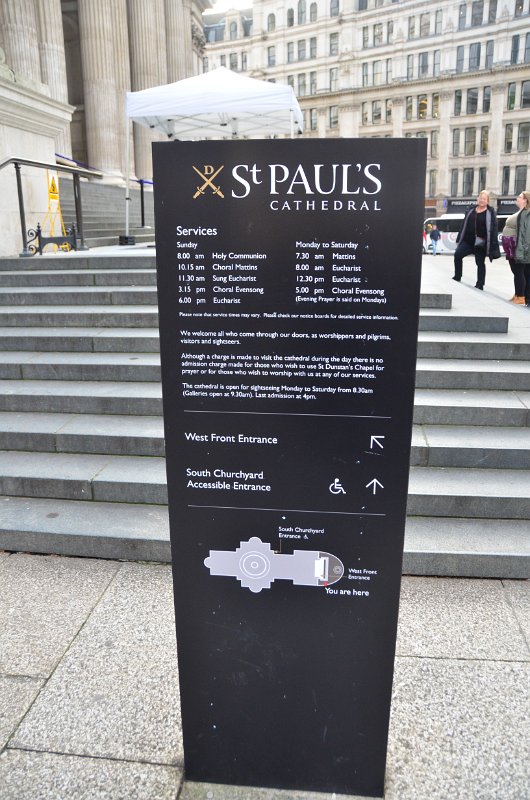 D
St PAUL'S
CATHEDRAL
Services
Sunday
8.00 am Holy Communion
10.15 am Choral Mattins
11.30 am Sung Eucharist
3.15 pm Choral Evensong
6.00 pm Eucharist
Monday to Saturday
7.30 am Mattins
8.00 am Eucharist
12.30 pm Eucharist
5.00 pm Choral Evensong
(Evening Prayer is said on Mondays)
Please note that service times may vary. Please check our notice boards for detailed service information.
We welcome all who come through our doors, as worshippers and pilgrims,
visitors and sightseers.
Although a charge is made to visit the cathedral during the day there is no
admission charge made for those who wish to use St Dunstan's Chapel for
prayer or for those who wish to worship with us at any of our services.
The cathedral is open for sightseeing Monday to Saturday from 8.30am
(Galleries open at 9.30am). Last admission at 4pm.
West Front Entrance
South Churchyard
Accessible Entrance
South Churchyard
Entrance
West Front
Entrance
You are here